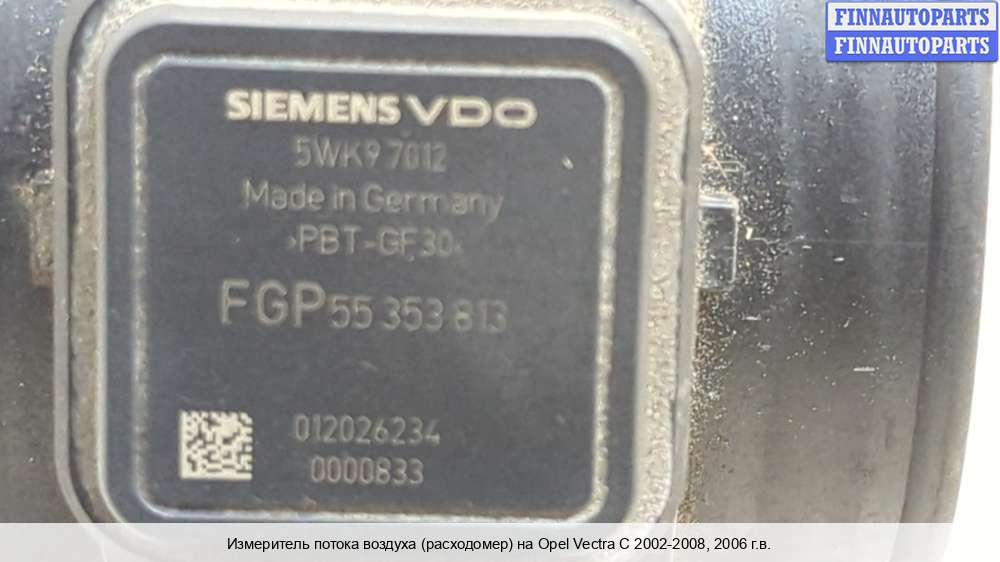 FINNAUTOPARTS
FINNAUTOPARTS
SIEMENS VDO
5WK9 7012
Made in Germany
>PBT-GF30<
FGP 55 353 813
012026234
0000833
Измеритель потока воздуха (расходомер) на Opel Vectra C 2002-2008, 2006 г.в.